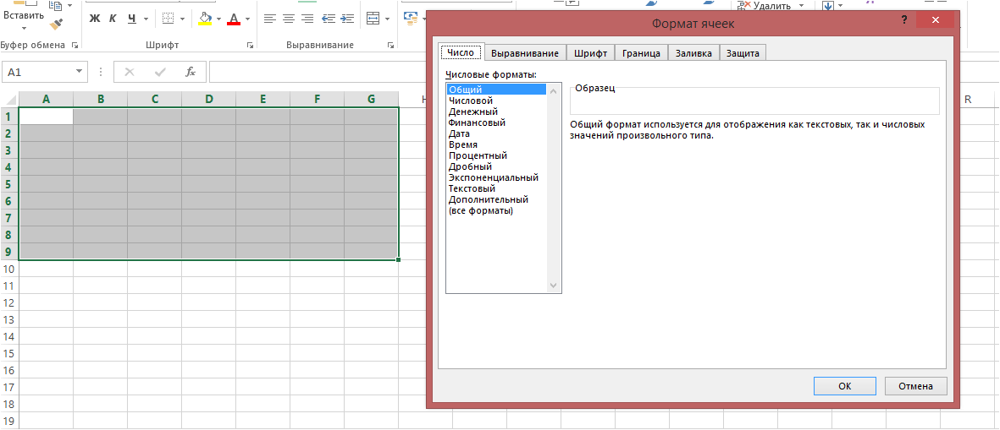 Вставить
Ж К Ч
А
Удалить
Буфер обмена
Шрифт
Выравнивание
A1
fx
A B C D E F G R
1
2
3
4
5
6
7
8
9
10
11
12
13
14
15
16
17
18
19
Формат ячеек
?
Число Выравнивание Шрифт Граница Заливка Защита
Числовые форматы:
Общий
Числовой
Денежный
Финансовый
Дата
Время
Процентный
Дробный
Экспоненциальный
Текстовый
Дополнительный
(все форматы)
Образец
Общий формат используется для отображения как текстовых, так и числовых
значений произвольного типа.
ОК Отмена